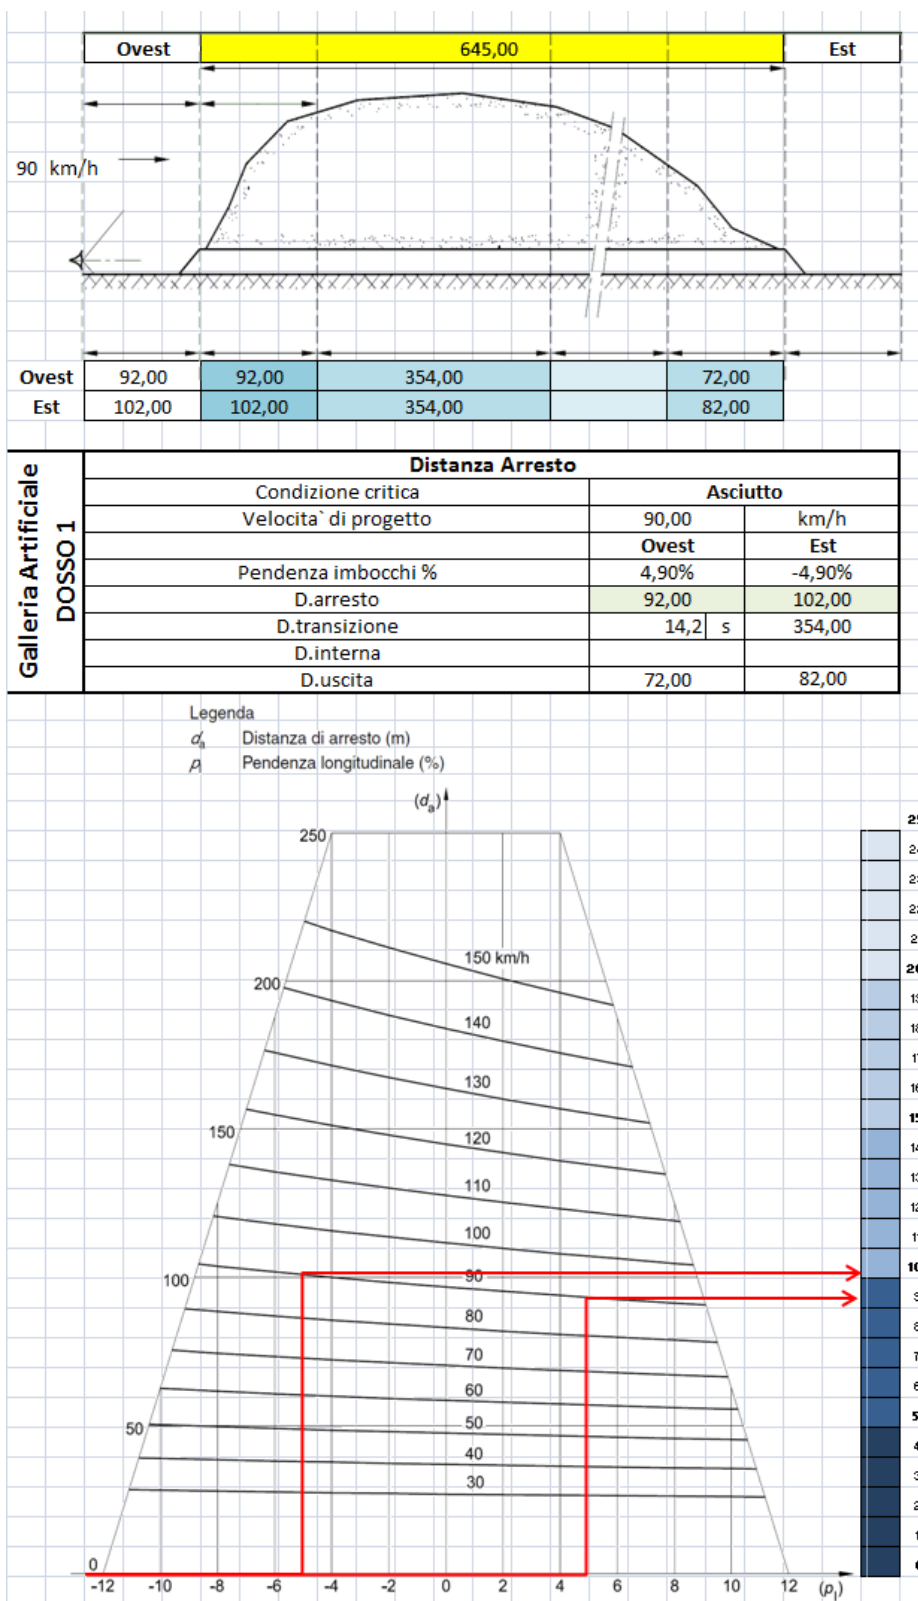 Ovest 645,00 Est
90 km/h
Ovest 92,00 92,00 354,00 72,00
Est 102,00 102,00 354,00 82,00
Galleria Artificiale
DOSSO 1
Distanza Arresto
Condizione critica Asciutto
Velocita` di progetto 90,00 km/h
Ovest Est
Pendenza imbocchi % 4,90% -4,90%
D.arresto 92,00 102,00
D.transizione 14,2 s 354,00
D.interna
D.uscita 72,00 82,00
Legenda
da Distanza di arresto (m)
pl Pendenza longitudinale (%)
(da)
250
150 km/h
200
140
130
150
120
110
100
100
90
80
70
60
50
50
40
30
0
-12 -10 -8 -6 -4 -2 0 2 4 6 8 10 12 (pl)